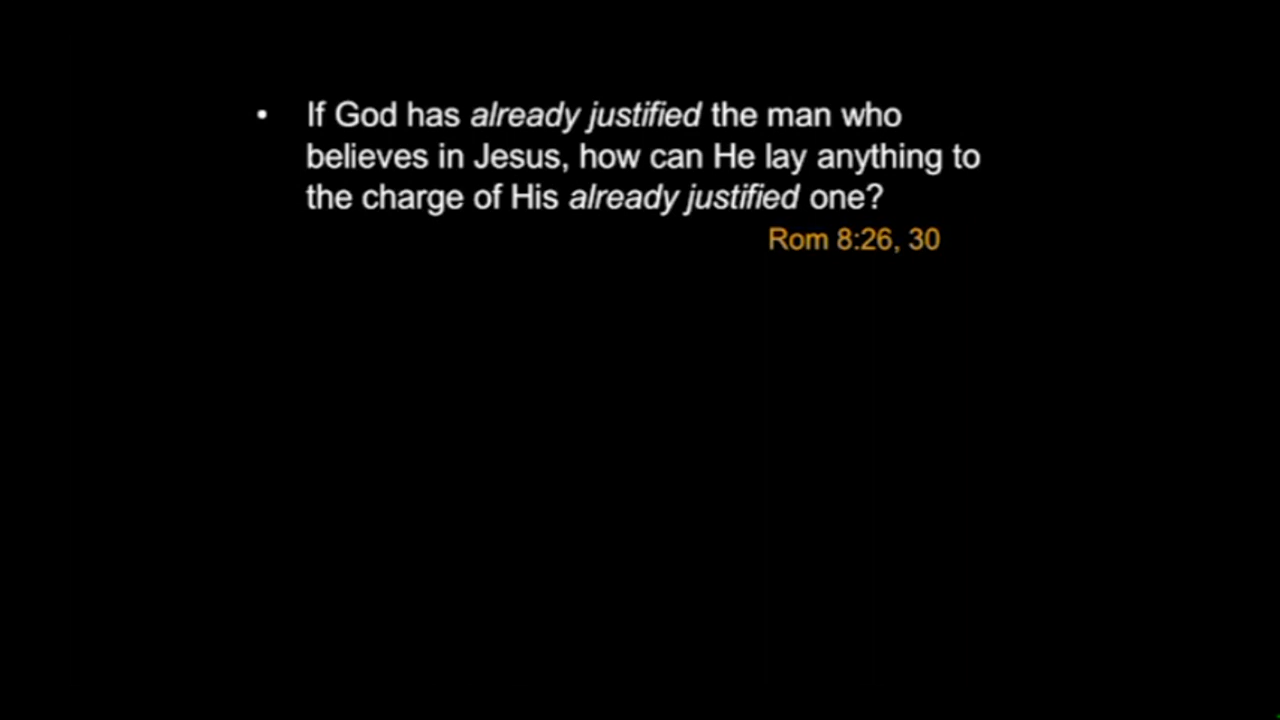 • If God has already justified the man who
believes in Jesus, how can He lay anything to
the charge of His already justified one?
Rom 8:26, 30